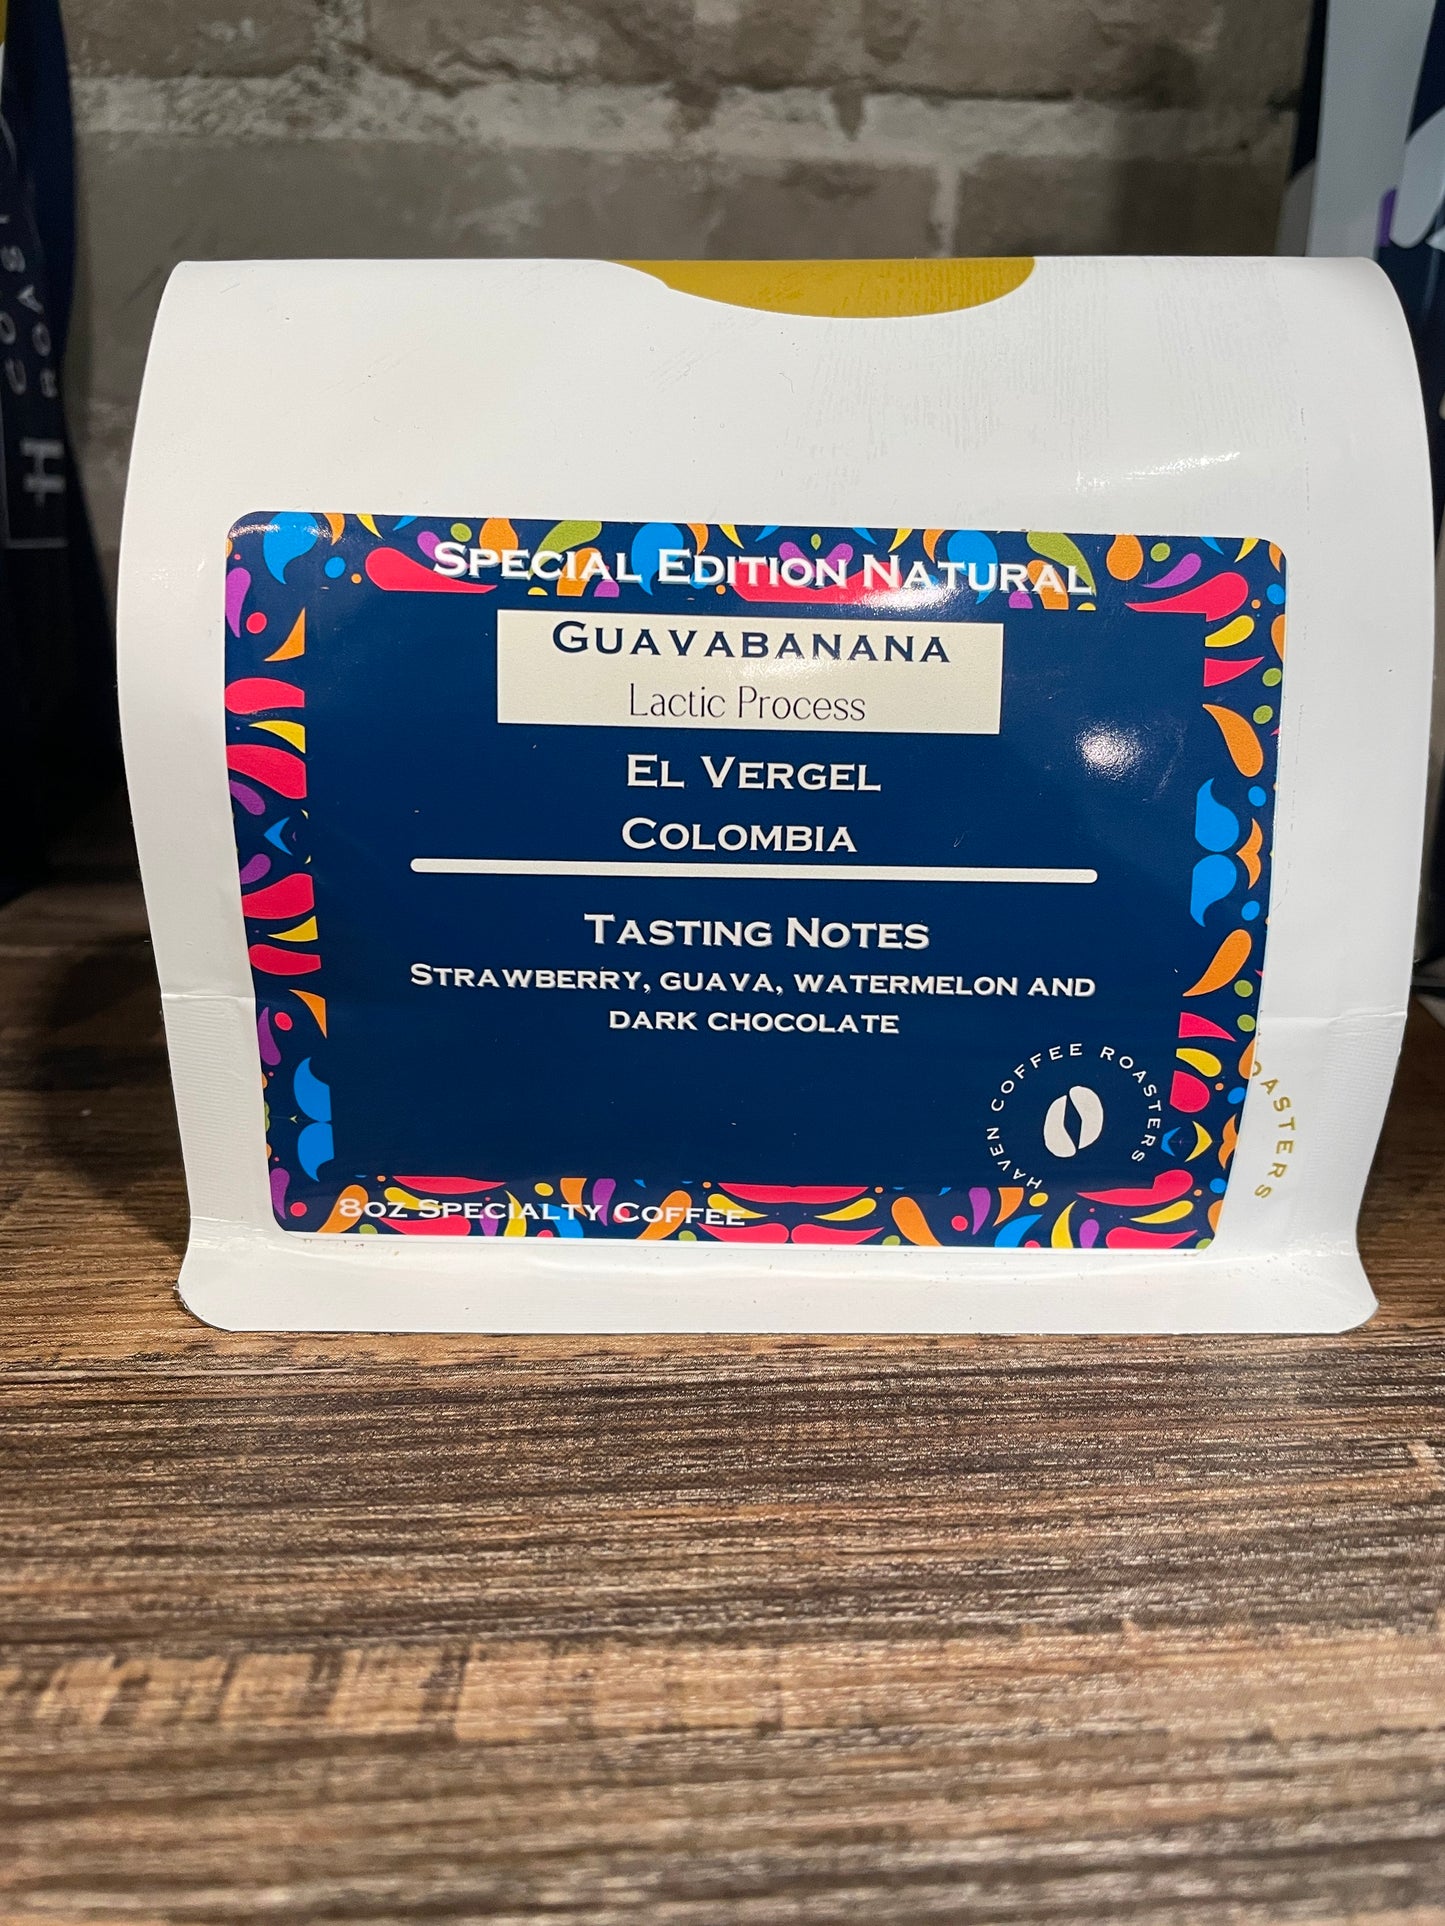 Special Edition Natural
Guavabanana
Lactic Process
El Vergel
Colombia
Tasting Notes
Strawberry, guava, watermelon and
dark chocolate
HAVEN COFFEE ROASTERS
8oz Specialty Coffee